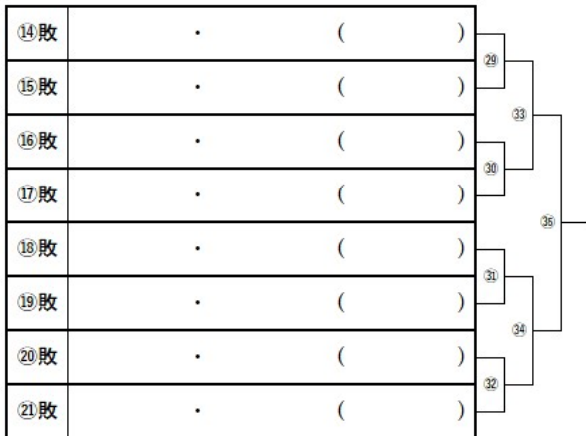 ⑭敗 ・ ( )
㉙
⑮敗 ・ ( )
㉝
⑯敗 ・ ( )
㉚
⑰敗 ・ ( )
㉟
⑱敗 ・ ( )
㉛
⑲敗 ・ ( )
㉞
⑳敗 ・ ( )
㉜
㉑敗 ・ ( )